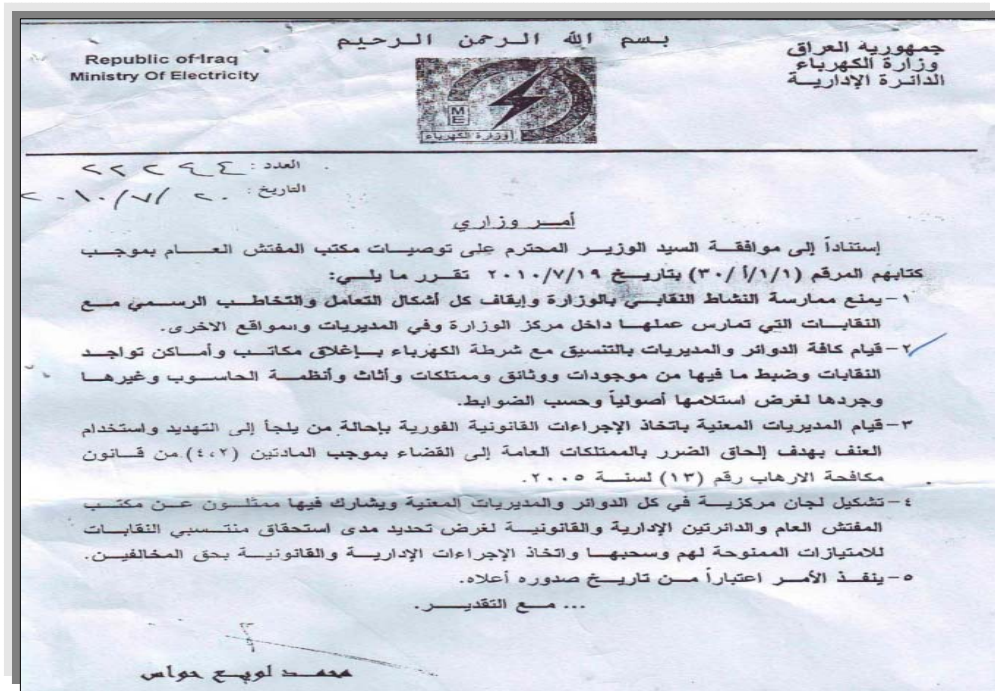 بسم الله الرحمن الرحيم
Republic of Iraq
Ministry Of Electricity
جمهورية العراق
وزارة الكهرباء
الدائرة الإدارية
ME
وزارة الكهرباء
العدد : ٢٢٢٤٤
التاريخ : ٢٠١٠/٧/٢٠
أمر وزاري
إستناداً إلى موافقة السيد الوزير المحترم على توصيات مكتب المفتش العام بموجب
كتابهم المرقم (٣٠/أ/١/١) بتاريخ ٢٠١٠/٧/١٩ تقرر ما يلي:
١-يمنع ممارسة النشاط النقابي بالوزارة وإيقاف كل أشكال التعامل والتخاطب الرسمي مع
النقابات التي تمارس عملها داخل مركز الوزارة وفي المديريات والمواقع الاخرى.
٢-قيام كافة الدوائر والمديريات بالتنسيق مع شرطة الكهرباء بإغلاق مكاتب وأماكن تواجد
النقابات وضبط ما فيها من موجودات ووثائق وممتلكات وأثاث وأنظمة الحاسوب وغيرها
وجردها لغرض استلامها أصولياً وحسب الضوابط.
٣-قيام المديريات المعنية باتخاذ الإجراءات القانونية الفورية بإحالة من يلجأ إلى التهديد واستخدام
العنف بهدف إلحاق الضرر بالممتلكات العامة إلى القضاء بموجب المادتين (٤،٢) من قانون
مكافحة الارهاب رقم (١٣) لسنة ٢٠٠٥.
٤-تشكيل لجان مركزية في كل الدوائر والمديريات المعنية ويشارك فيها ممثلون عن مكتب
المفتش العام والدائرتين الإدارية والقانونية لغرض تحديد مدى استحقاق منتسبي النقابات
للامتيازات الممنوحة لهم وسحبها واتخاذ الإجراءات الإدارية والقانونية بحق المخالفين.
٥-ينفذ الأمر اعتباراً من تاريخ صدوره أعلاه.
... مع التقدير.
محمد لويح حواس